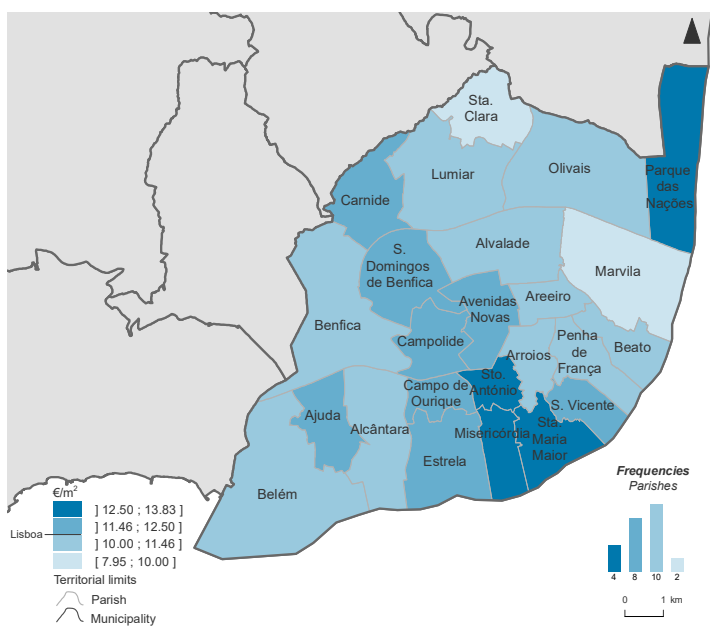 Sta.
Clara
Lumiar
Olivais
Parque
das
Nações
Carnide
Alvalade
S.
Domingos
de Benfica
Marvila
Avenidas
Novas
Areeiro
Benfica
Campolide
Arroios
Penha
de
França
Beato
Sto.
António
Campo de
Ourique
Ajuda
S. Vicente
Alcântara
Misericórdia
Sta.
Maria
Maior
Estrela
Belém
€/m²
] 12.50 ; 13.83 ]
] 11.46 ; 12.50 ]
Lisboa
] 10.00 ; 11.46 ]
[ 7.95 ; 10.00 ]
Territorial limits
Parish
Municipality
Frequencies
Parishes
4 8 10 2
0 1 km